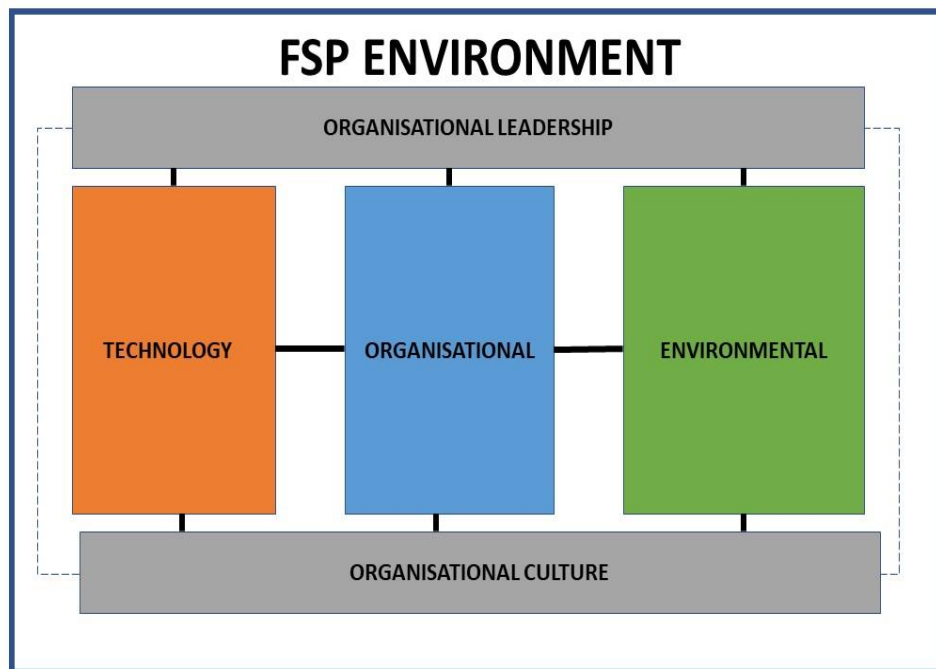 FSP ENVIRONMENT
ORGANISATIONAL LEADERSHIP
TECHNOLOGY
ORGANISATIONAL
ENVIRONMENTAL
ORGANISATIONAL CULTURE